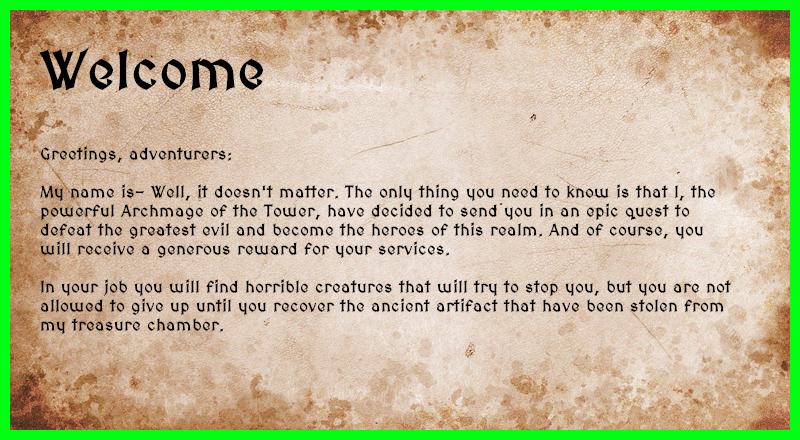 Welcome
Greetings, adventurers:
My name is- Well, it doesn't matter. The only thing you need to know is that I, the
powerful Archmage of the Tower, have decided to send you in an epic quest to
defeat the greatest evil and become the heroes of this realm. And of course, you
will receive a generous reward for your services.
In your job you will find horrible creatures that will try to stop you, but you are not
allowed to give up until you recover the ancient artifact that have been stolen from
my treasure chamber.